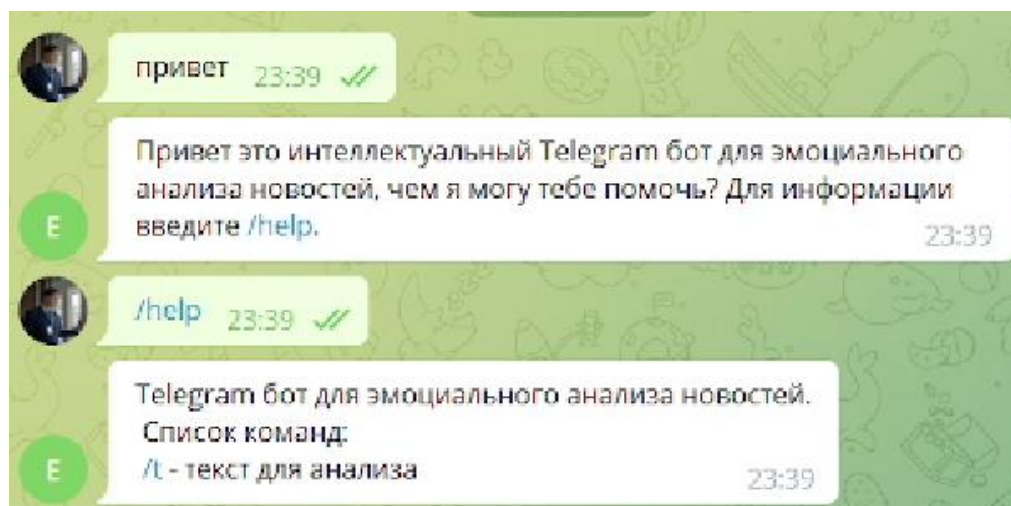 привет 23:39
Привет это интеллектуальный Telegram бот для эмоциального
анализа новостей, чем я могу тебе помочь? Для информации
введите /help.
23:39
E
/help 23:39
Telegram бот для эмоциального анализа новостей.
Список команд:
/t - текст для анализа
23:39
E